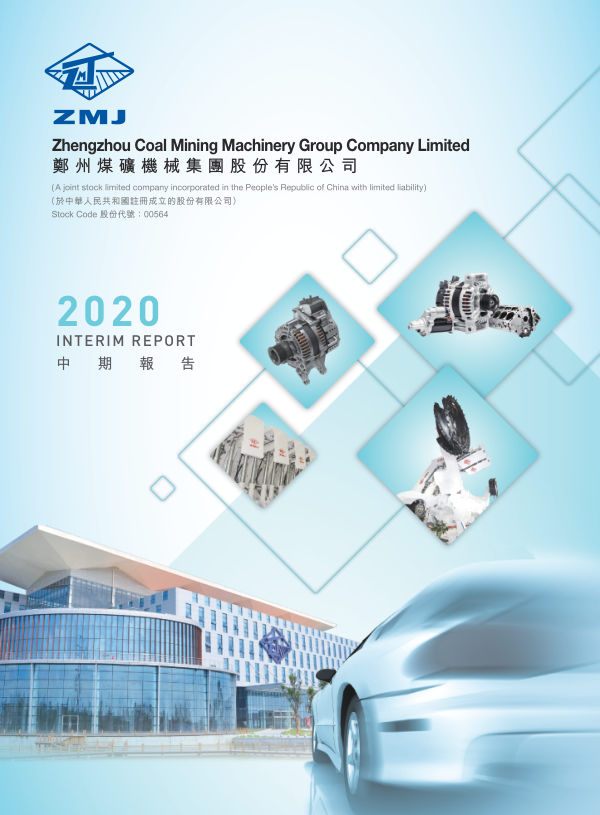 ZMJ
Zhengzhou Coal Mining Machinery Group Company Limited
鄭州煤礦機械集團股份有限公司
(A joint stock limited company incorporated in the People's Republic of China with limited liability)
(於中華人民共和國註冊成立的股份有限公司)
Stock Code 股份代號：00564
2020
INTERIM REPORT
中期報告